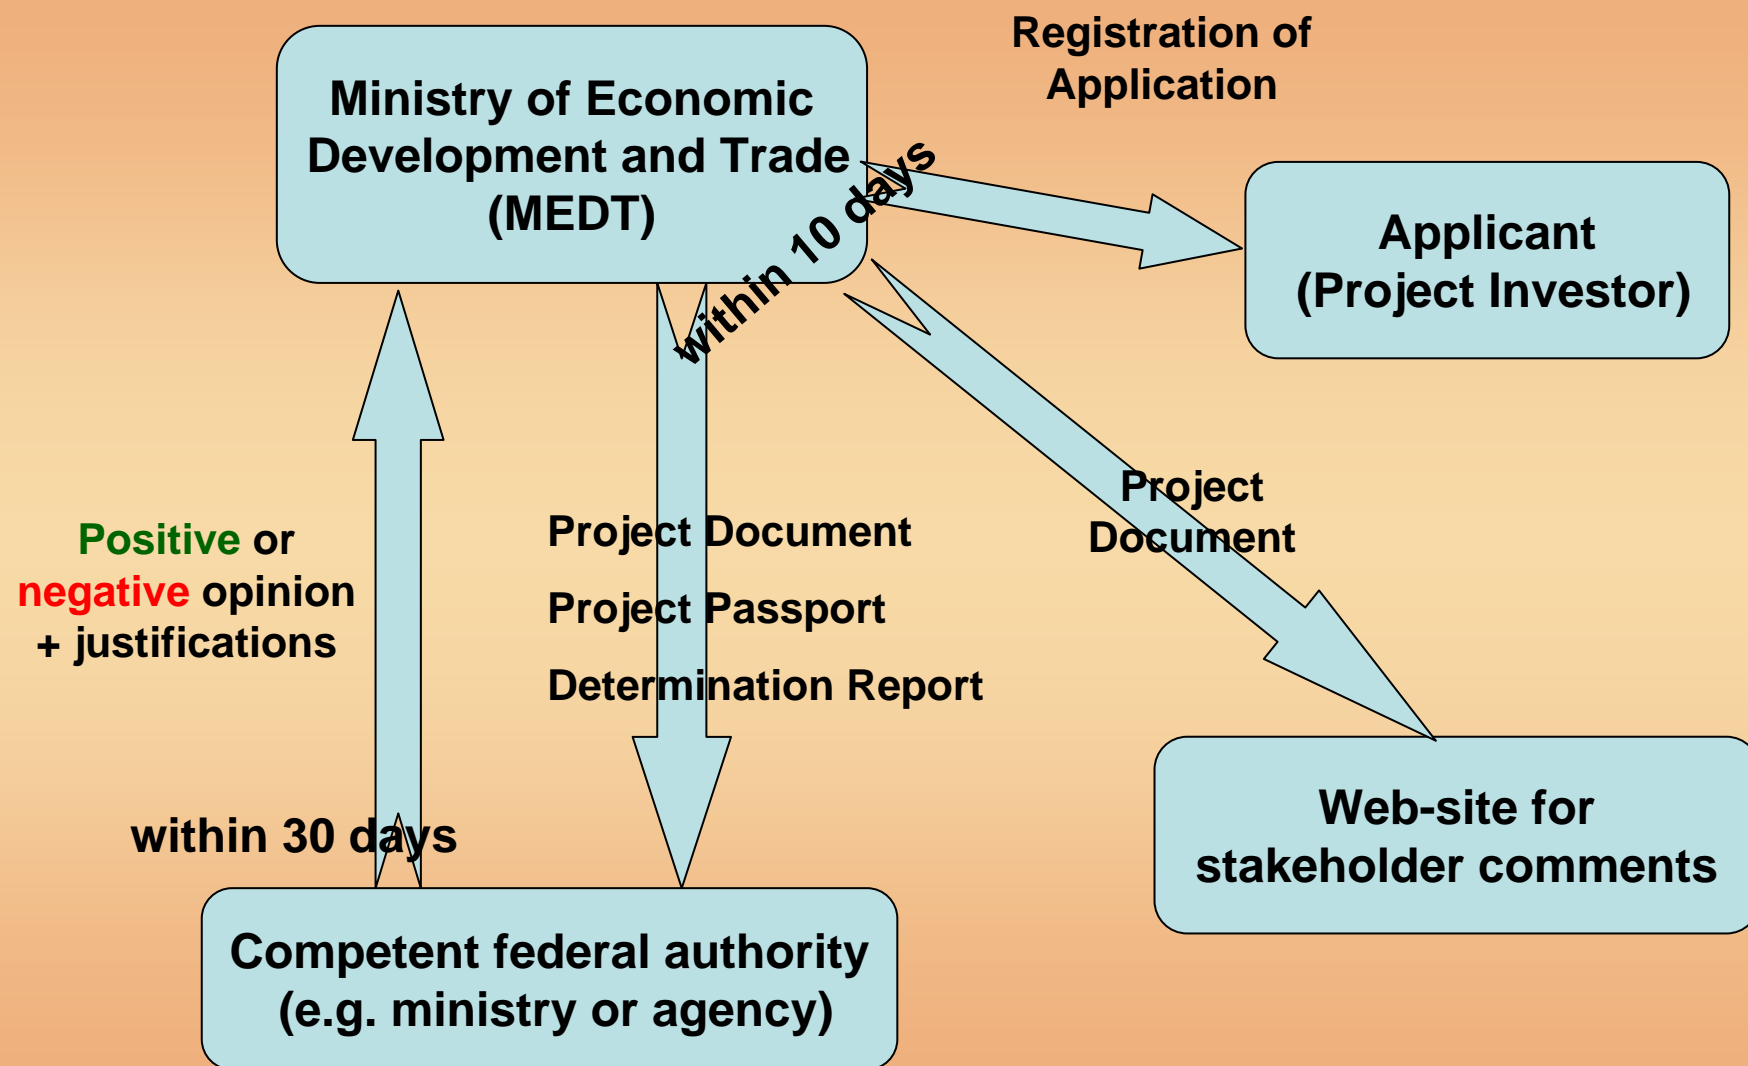 Registration of
Application
Ministry of Economic
Development and Trade
(MEDT)
within 10 days
Applicant
(Project Investor)
Project
Document
Positive or
negative opinion
+ justifications
Project Document
Project Passport
Determination Report
within 30 days
Web-site for
stakeholder comments
Competent federal authority
(e.g. ministry or agency)